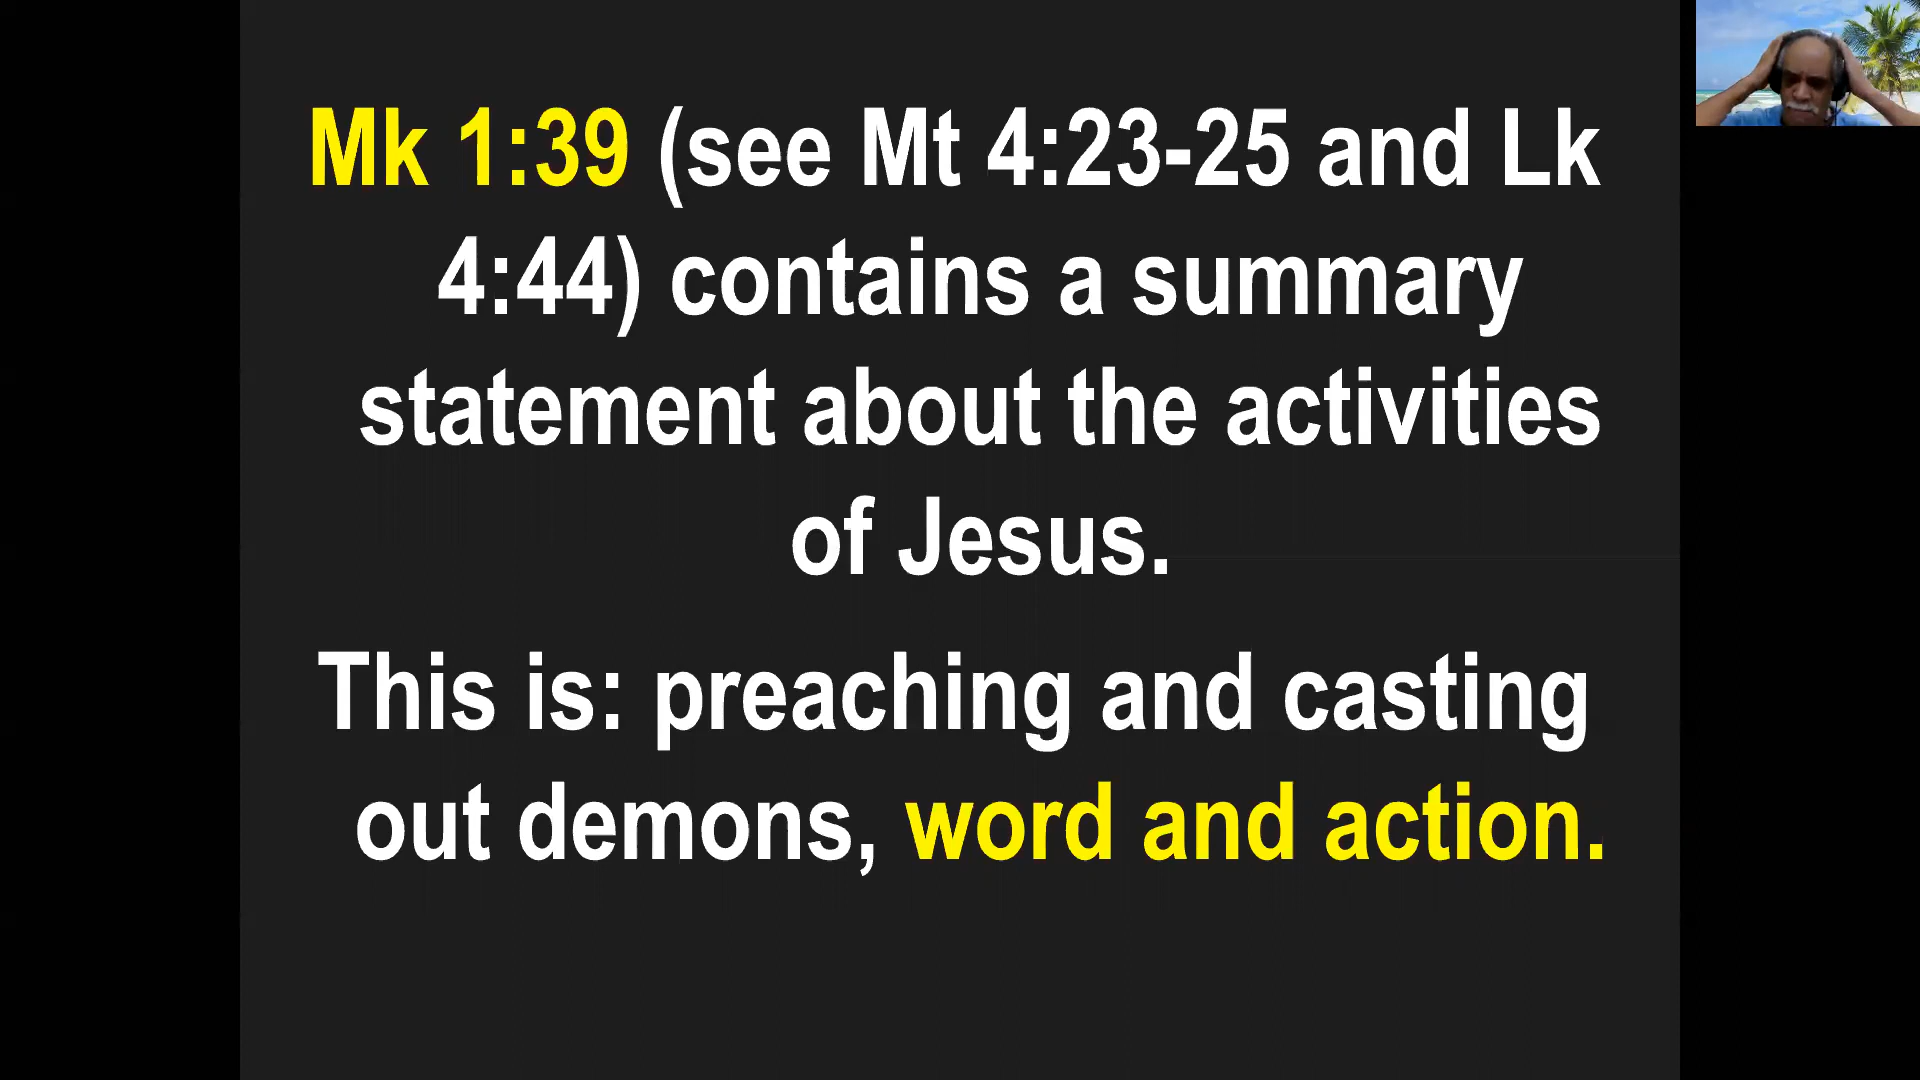 Mk 1:39 (see Mt 4:23-25 and Lk
4:44) contains a summary
statement about the activities
of Jesus.
This is: preaching and casting
out demons, word and action.